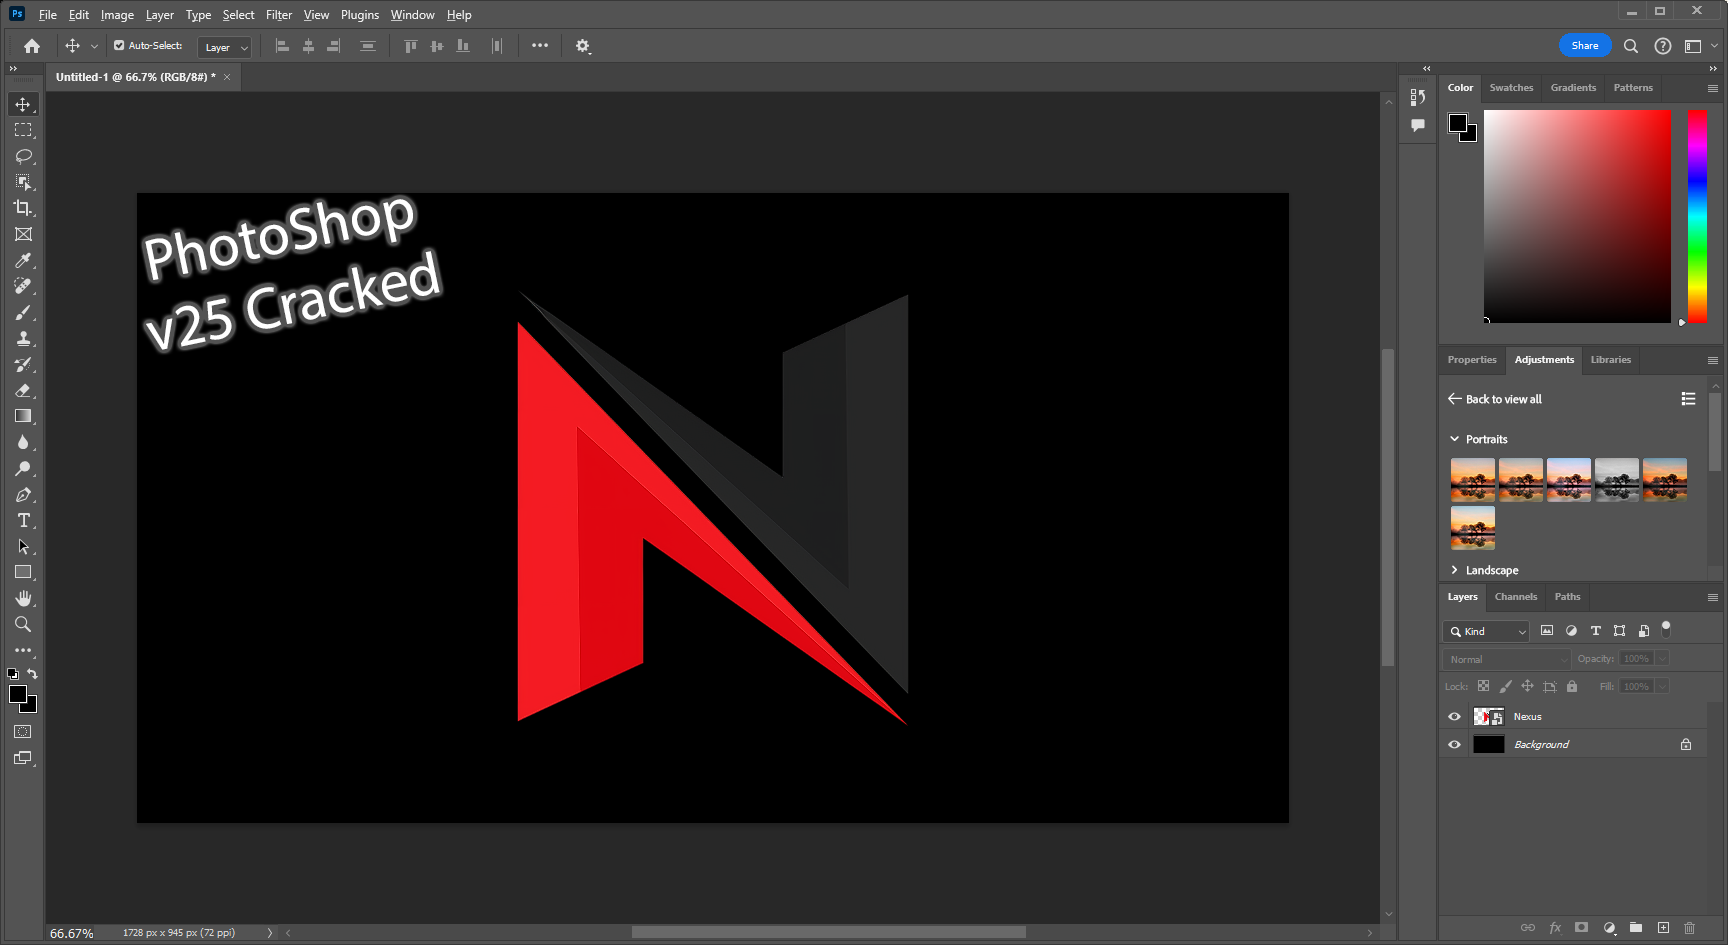 Ps File Edit Image Layer Type Select Filter View Plugins Window Help
Auto-Select: Layer Share
Untitled-1 @ 66.7% (RGB/8#) *
PhotoShop
v25 Cracked
Color Swatches Gradients Patterns
Properties Adjustments Libraries
Back to view all
Portraits
Landscape
Layers Channels Paths
Kind
Normal Opacity: 100%
Lock: Fill: 100%
Nexus
Background
fx
66.67% 1728 px x 945 px (72 ppi)